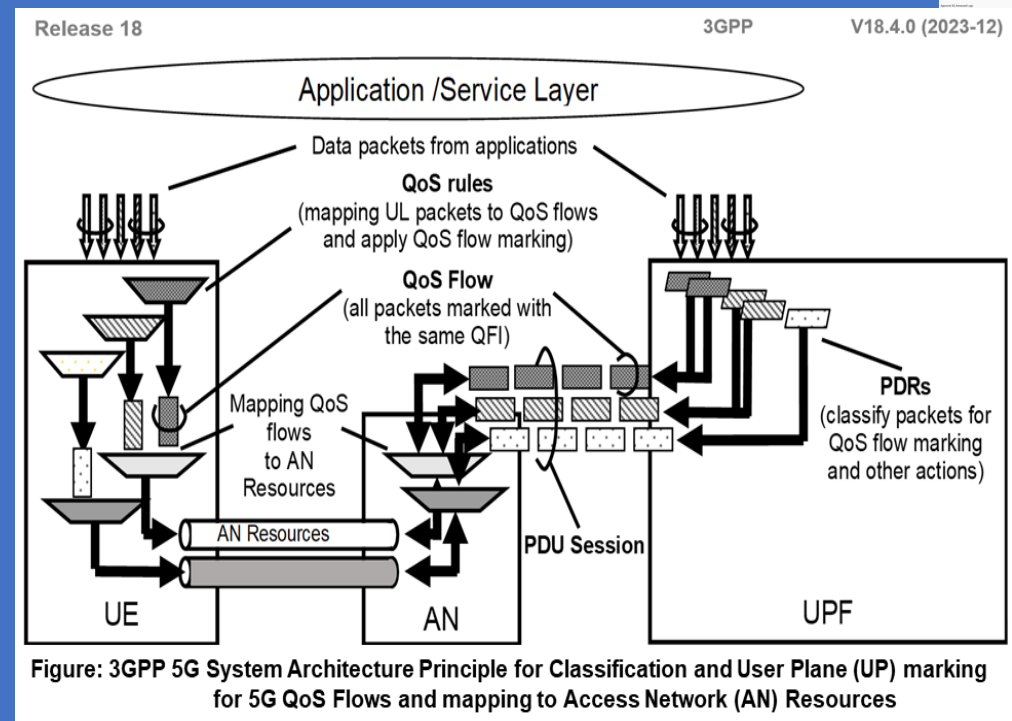 Release 18
3GPP
V18.4.0 (2023-12)
Application /Service Layer
Data packets from applications
QoS rules
(mapping UL packets to QoS flows
and apply QoS flow marking)
QoS Flow
(all packets marked with
the same QFI)
Mapping QoS
flows
to AN
Resources
PDRs
(classify packets for
QoS flow marking
and other actions)
AN Resources
PDU Session
UE
AN
UPF
Figure: 3GPP 5G System Architecture Principle for Classification and User Plane (UP) marking
for 5G QoS Flows and mapping to Access Network (AN) Resources